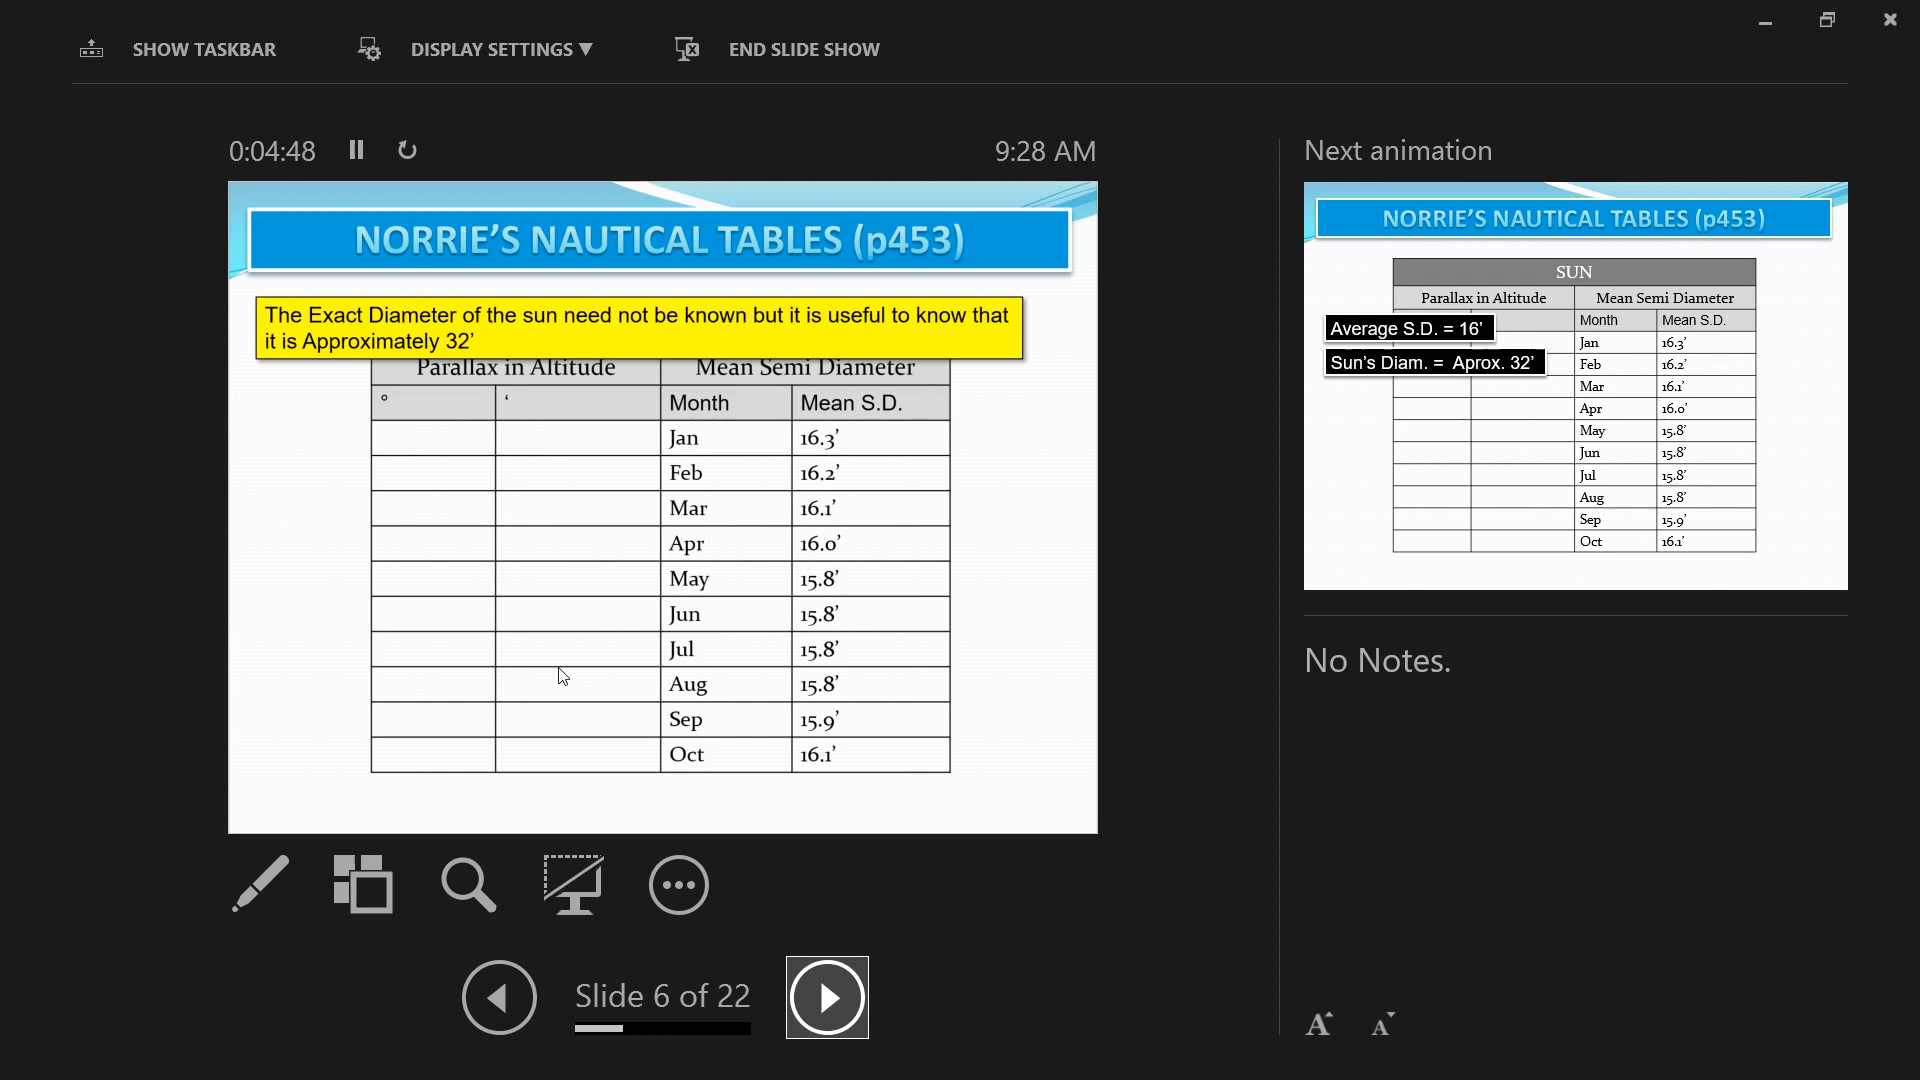 SHOW TASKBAR DISPLAY SETTINGS ▼ END SLIDE SHOW
0:04:48 9:28 AM
NORRIE’S NAUTICAL TABLES (p453)
The Exact Diameter of the sun need not be known but it is useful to know that
it is Approximately 32’
Parallax in Altitude Mean Semi Diameter
° ‘ Month Mean S.D.
Jan 16.3’
Feb 16.2’
Mar 16.1’
Apr 16.0’
May 15.8’
Jun 15.8’
Jul 15.8’
Aug 15.8’
Sep 15.9’
Oct 16.1’
Slide 6 of 22
Next animation
NORRIE’S NAUTICAL TABLES (p453)
SUN
Parallax in Altitude Mean Semi Diameter
Month Mean S.D.
Average S.D. = 16’
Jan 16.3’
Sun’s Diam. = Aprox. 32’
Feb 16.2’
Mar 16.1’
Apr 16.0’
May 15.8’
Jun 15.8’
Jul 15.8’
Aug 15.8’
Sep 15.9’
Oct 16.1’
No Notes.
A A